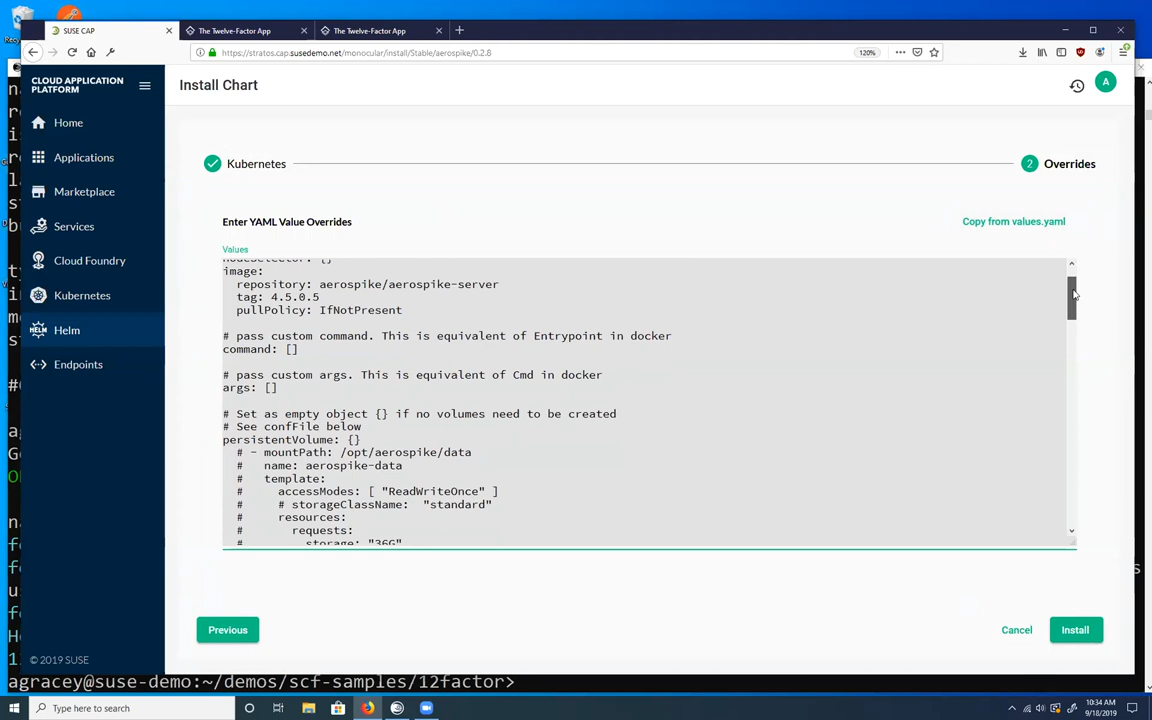 SUSE CAP
The Twelve-Factor App
The Twelve-Factor App
https://stratos.cap.susedemo.net/monocular/install/Stable/aerospike/0.2.8
120%
CLOUD APPLICATION
PLATFORM
Install Chart
A
Home
Applications
Marketplace
Services
Cloud Foundry
Kubernetes
HELM
Helm
Endpoints
© 2019 SUSE
Kubernetes
2
Overrides
Enter YAML Value Overrides
Copy from values.yaml
Values
nodeSelector: {}
image:
repository: aerospike/aerospike-server
tag: 4.5.0.5
pullPolicy: IfNotPresent
# pass custom command. This is equivalent of Entrypoint in docker
command: []
# pass custom args. This is equivalent of Cmd in docker
args: []
# Set as empty object {} if no volumes need to be created
# See confFile below
persistentVolume: {}
# - mountPath: /opt/aerospike/data
#   name: aerospike-data
#   template:
#     accessModes: [ "ReadWriteOnce" ]
#     # storageClassName:  "standard"
#     resources:
#       requests:
#         storage: "36G"
Previous
Cancel
Install
agracey@suse-demo:~/demos/scf-samples/12factor>
Type here to search
10:34 AM
9/18/2019